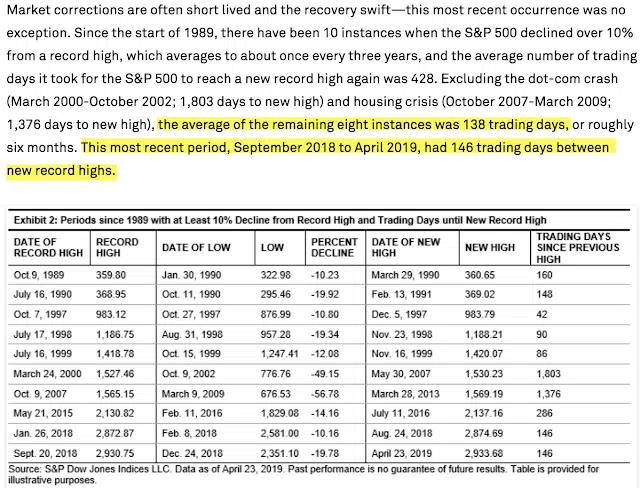 Market corrections are often short lived and the recovery swift—this most recent occurrence was no
exception. Since the start of 1989, there have been 10 instances when the S&P 500 declined over 10%
from a record high, which averages to about once every three years, and the average number of trading
days it took for the S&P 500 to reach a new record high again was 428. Excluding the dot-com crash
(March 2000-October 2002; 1,803 days to new high) and housing crisis (October 2007-March 2009;
1,376 days to new high), the average of the remaining eight instances was 138 trading days, or roughly
six months. This most recent period, September 2018 to April 2019, had 146 trading days between
new record highs.
Exhibit 2: Periods since 1989 with at Least 10% Decline from Record High and Trading Days until New Record High
DATE OF RECORD HIGH RECORD HIGH DATE OF LOW LOW PERCENT DECLINE DATE OF NEW HIGH NEW HIGH TRADING DAYS SINCE PREVIOUS HIGH
Oct.9, 1989 359.80 Jan. 30, 1990 322.98 -10.23 March 29, 1990 360.65 160
July 16, 1990 368.95 Oct. 11, 1990 295.46 -19.92 Feb. 13, 1991 369.02 148
Oct. 7, 1997 983.12 Oct. 27, 1997 876.99 -10.80 Dec. 5, 1997 983.79 42
July 17, 1998 1,186.75 Aug. 31, 1998 957.28 -19.34 Nov. 23, 1998 1,188.21 90
July 16, 1999 1,418.78 Oct. 15, 1999 1,247.41 -12.08 Nov. 16, 1999 1,420.07 86
March 24, 2000 1,527.46 Oct. 9, 2002 776.76 -49.15 May 30, 2007 1,530.23 1,803
Oct. 9, 2007 1,565.15 March 9, 2009 676.53 -56.78 March 28, 2013 1,569.19 1,376
May 21, 2015 2,130.82 Feb. 11, 2016 1,829.08 -14.16 July 11, 2016 2,137.16 286
Jan. 26, 2018 2,872.87 Feb. 8, 2018 2,581.00 -10.16 Aug. 24, 2018 2,874.69 146
Sept. 20, 2018 2,930.75 Dec. 24, 2018 2,351.10 -19.78 April 23, 2019 2,933.68 146
Source: S&P Dow Jones Indices LLC. Data as of April 23, 2019. Past performance is no guarantee of future results. Table is provided for
illustrative purposes.